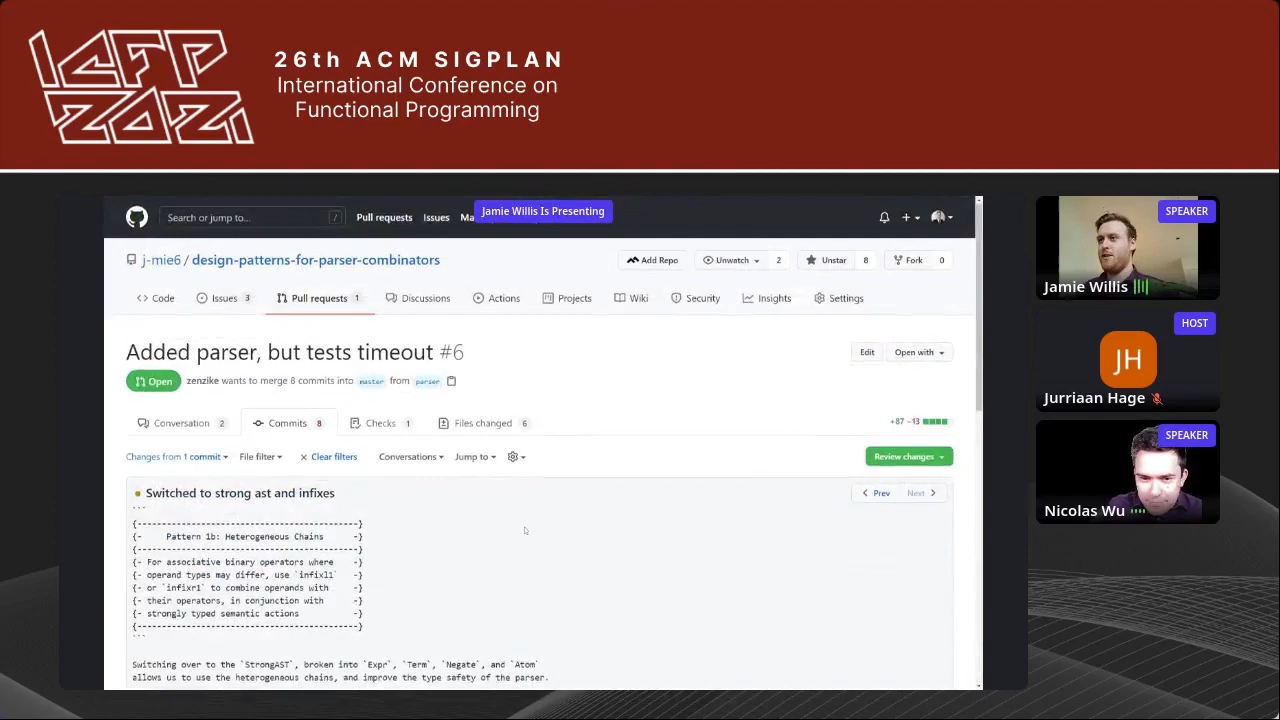 ICFP
2021
26th ACM SIGPLAN
International Conference on
Functional Programming
Search or jump to... / Pull requests Issues Ma
Jamie Willis Is Presenting
j-mie6 / design-patterns-for-parser-combinators Add Repo Unwatch 2 Unstar 8 Fork 0
<> Code Issues 3 Pull requests 1 Discussions Actions Projects Wiki Security Insights Settings
Added parser, but tests timeout #6 Edit Open with
Open zenzike wants to merge 8 commits into master from parser
Conversation 2 Commits 8 Checks 1 Files changed 6 +87 −13
Changes from 1 commit File filter × Clear filters Conversations Jump to Review changes
Switched to strong ast and infixes Prev Next
```
{------------------------------------------}
{- Pattern 1b: Heterogeneous Chains -}
{------------------------------------------}
{- For associative binary operators where -}
{- operand types may differ, use `infixl1` -}
{- or `infixr1` to combine operands with -}
{- their operators, in conjunction with -}
{- strongly typed semantic actions -}
{------------------------------------------}
```
Switching over to the `StrongAST`, broken into `Expr`, `Term`, `Negate`, and `Atom`
allows us to use the heterogeneous chains, and improve the type safety of the parser.
SPEAKER
Jamie Willis
HOST
JH
Jurriaan Hage
SPEAKER
Nicolas Wu